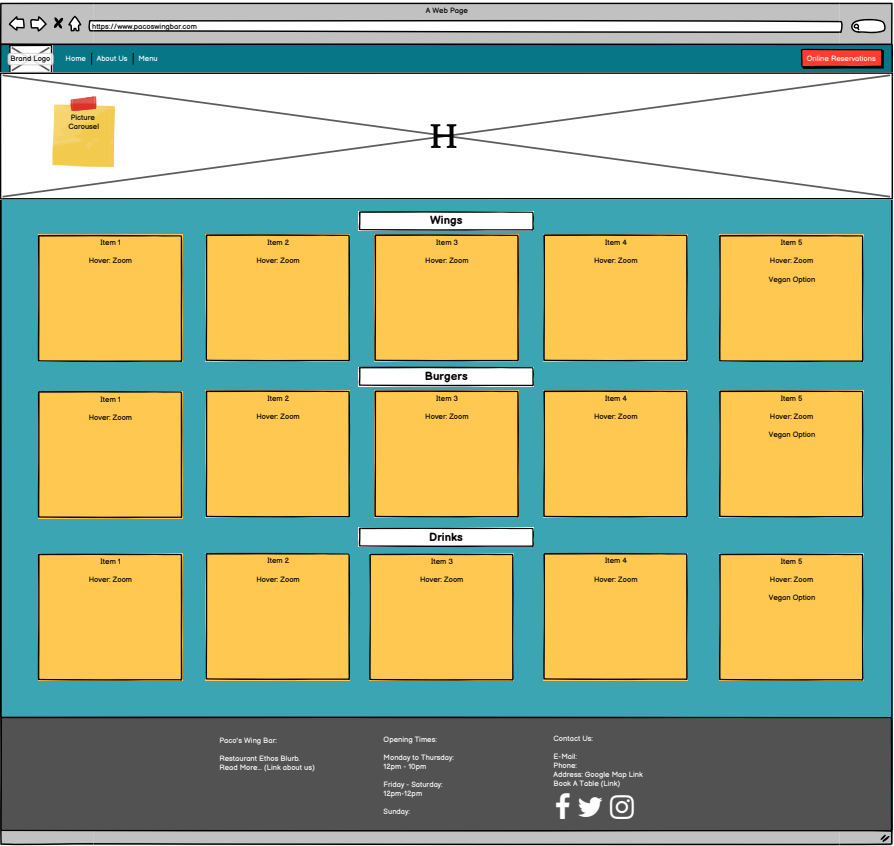 A Web Page
https://www.pacoswingbar.com
Brand Logo
Home
About Us
Menu
Online Reservations
Picture
Carousel
H
Wings
Item 1
Hover: Zoom
Item 2
Hover: Zoom
Item 3
Hover: Zoom
Item 4
Hover: Zoom
Item 5
Hover: Zoom
Vegan Option
Burgers
Item 1
Hover: Zoom
Item 2
Hover: Zoom
Item 3
Hover: Zoom
Item 4
Hover: Zoom
Item 5
Hover: Zoom
Vegan Option
Drinks
Item 1
Hover: Zoom
Item 2
Hover: Zoom
Item 3
Hover: Zoom
Item 4
Hover: Zoom
Item 5
Hover: Zoom
Vegan Option
Paco's Wing Bar:
Restaurant Ethos Blurb.
Read More... (Link about us)
Opening Times:
Monday to Thursday:
12pm - 10pm
Friday - Saturday:
12pm-12pm
Sunday:
Contact Us:
E-Mail:
Phone:
Address: Google Map Link
Book A Table (Link)